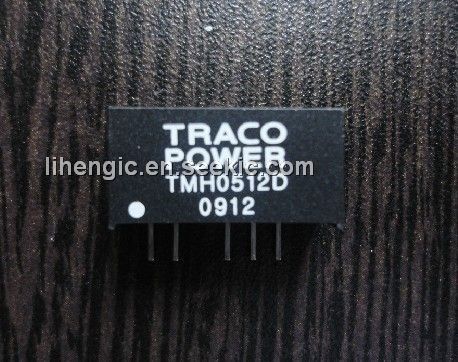 TRACO
POWER
lihengic.en.seekic.com
TMH0512D
0912